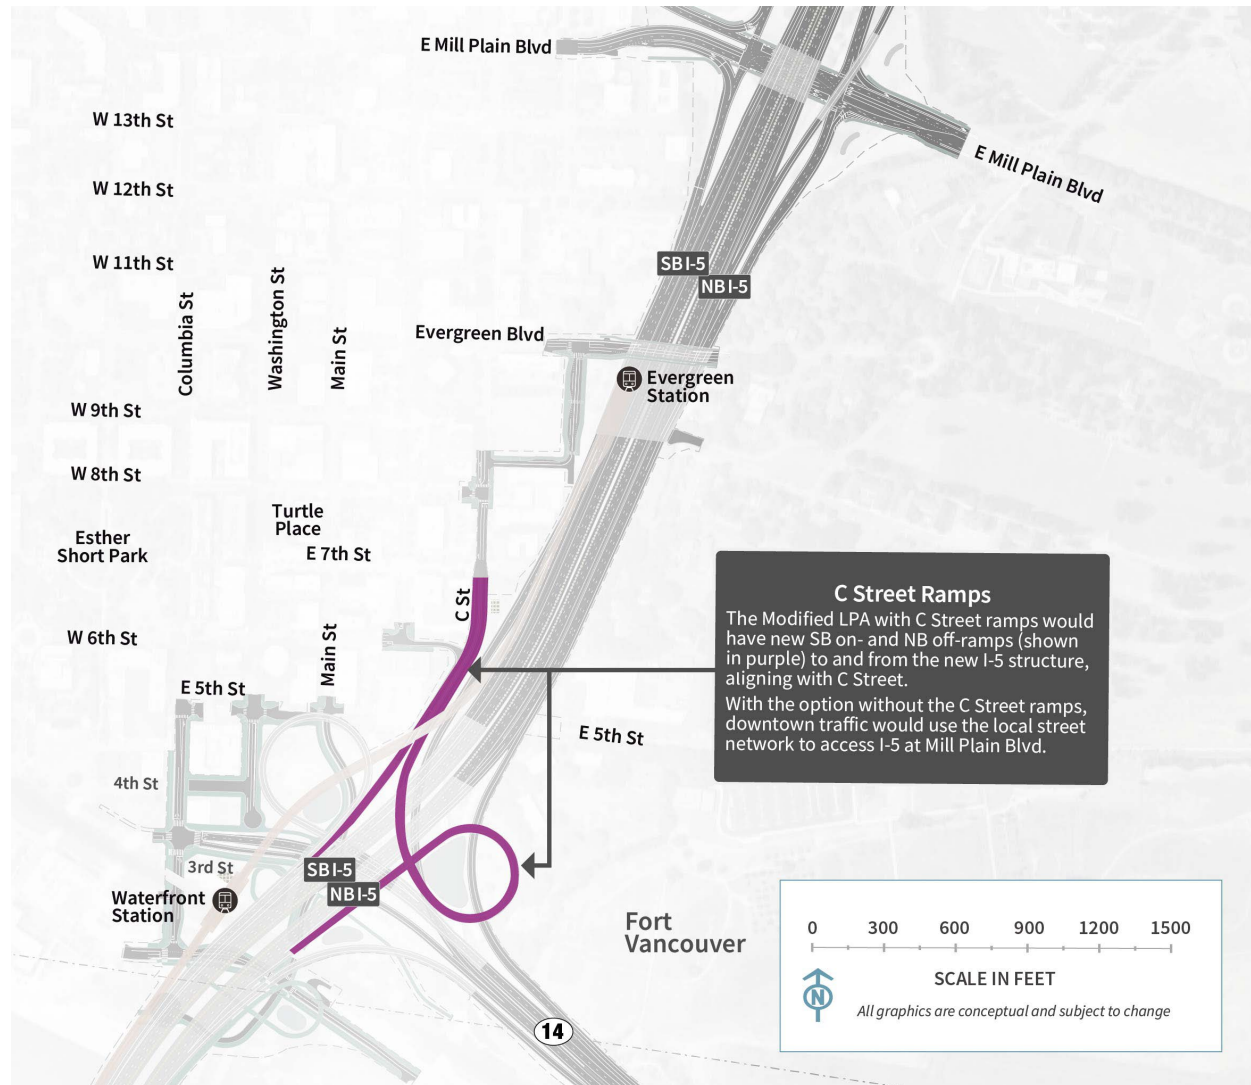 E Mill Plain Blvd
W 13th St
E Mill Plain Blvd
W 12th St
W 11th St
SB I-5
NB I-5
Columbia St
Washington St
Main St
Evergreen Blvd
Evergreen
Station
W 9th St
W 8th St
Turtle
Place
Esther
Short Park
E 7th St
C St
W 6th St
Main St
E 5th St
E 5th St
C Street Ramps
The Modified LPA with C Street ramps would
have new SB on- and NB off-ramps (shown
in purple) to and from the new I-5 structure,
aligning with C Street.
With the option without the C Street ramps,
downtown traffic would use the local street
network to access I-5 at Mill Plain Blvd.
4th St
3rd St
SB I-5
NB I-5
Waterfront
Station
Fort
Vancouver
14
0 300 600 900 1200 1500
SCALE IN FEET
N
All graphics are conceptual and subject to change